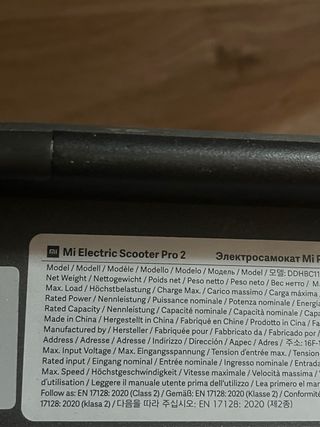 mi Mi Electric Scooter Pro 2 Электросамокат Mi P
Model / Modell / Modèle / Modello / Modelo / Модель / Model / 모델: DDHBC11
Net Weight / Nettogewicht / Poids net / Peso netto / Peso neto / Вес нетто / M
Max. Load / Höchstbelastung / Charge Max. / Carico massimo / Carga máxima /
Rated Power / Nennleistung / Puissance nominale / Potenza nominale / Energía
Rated Capacity / Nennleistung / Capacité nominale / Capacità nominale / Capa
Made in China / Hergestellt in China / Fabriqué en Chine / Prodotto in Cina / Fa
Manufactured by / Hersteller / Fabriquée pour / Fabbricato da / Fabricado por
Address / Adresse / Adresse / Indirizzo / Dirección / Адрес / Adres / 주소: 16F-1
Max. Input Voltage / Max. Eingangsspannung / Tension d'entrée max. / Tension
Rated input / Eingang nominal / Entrée nominale / Ingresso nominale / Entrada
Max. Speed / Höchstgeschwindigkeit / Vitesse maximale / Velocità massima /
d'utilisation / Leggere il manuale utente prima dell'utilizzo / Lea primero el mar
Follow as: EN 17128: 2020 (Class 2) / Gemäß: EN 17128: 2020 (Klasse 2) / Conformité
17128: 2020 (klasa 2) / 다음을 따라 주십시오: EN 17128: 2020 (제2종)